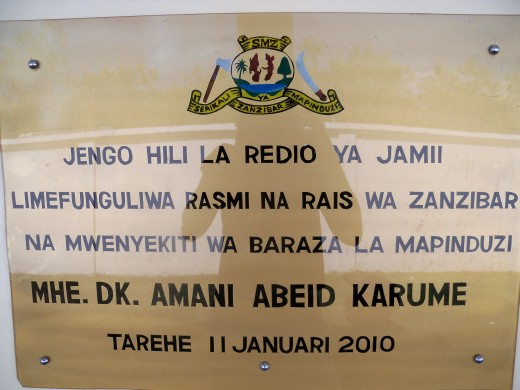 SMZ
SERIKALI YA MAPINDUZI
ZANZIBAR
JENGO HILI LA REDIO YA JAMII
LIMEFUNGULIWA RASMI NA RAIS WA ZANZIBAR
NA MWENYEKITI WA BARAZA LA MAPINDUZI
MHE. DK. AMANI ABEID KARUME
TAREHE 11 JANUARI 2010